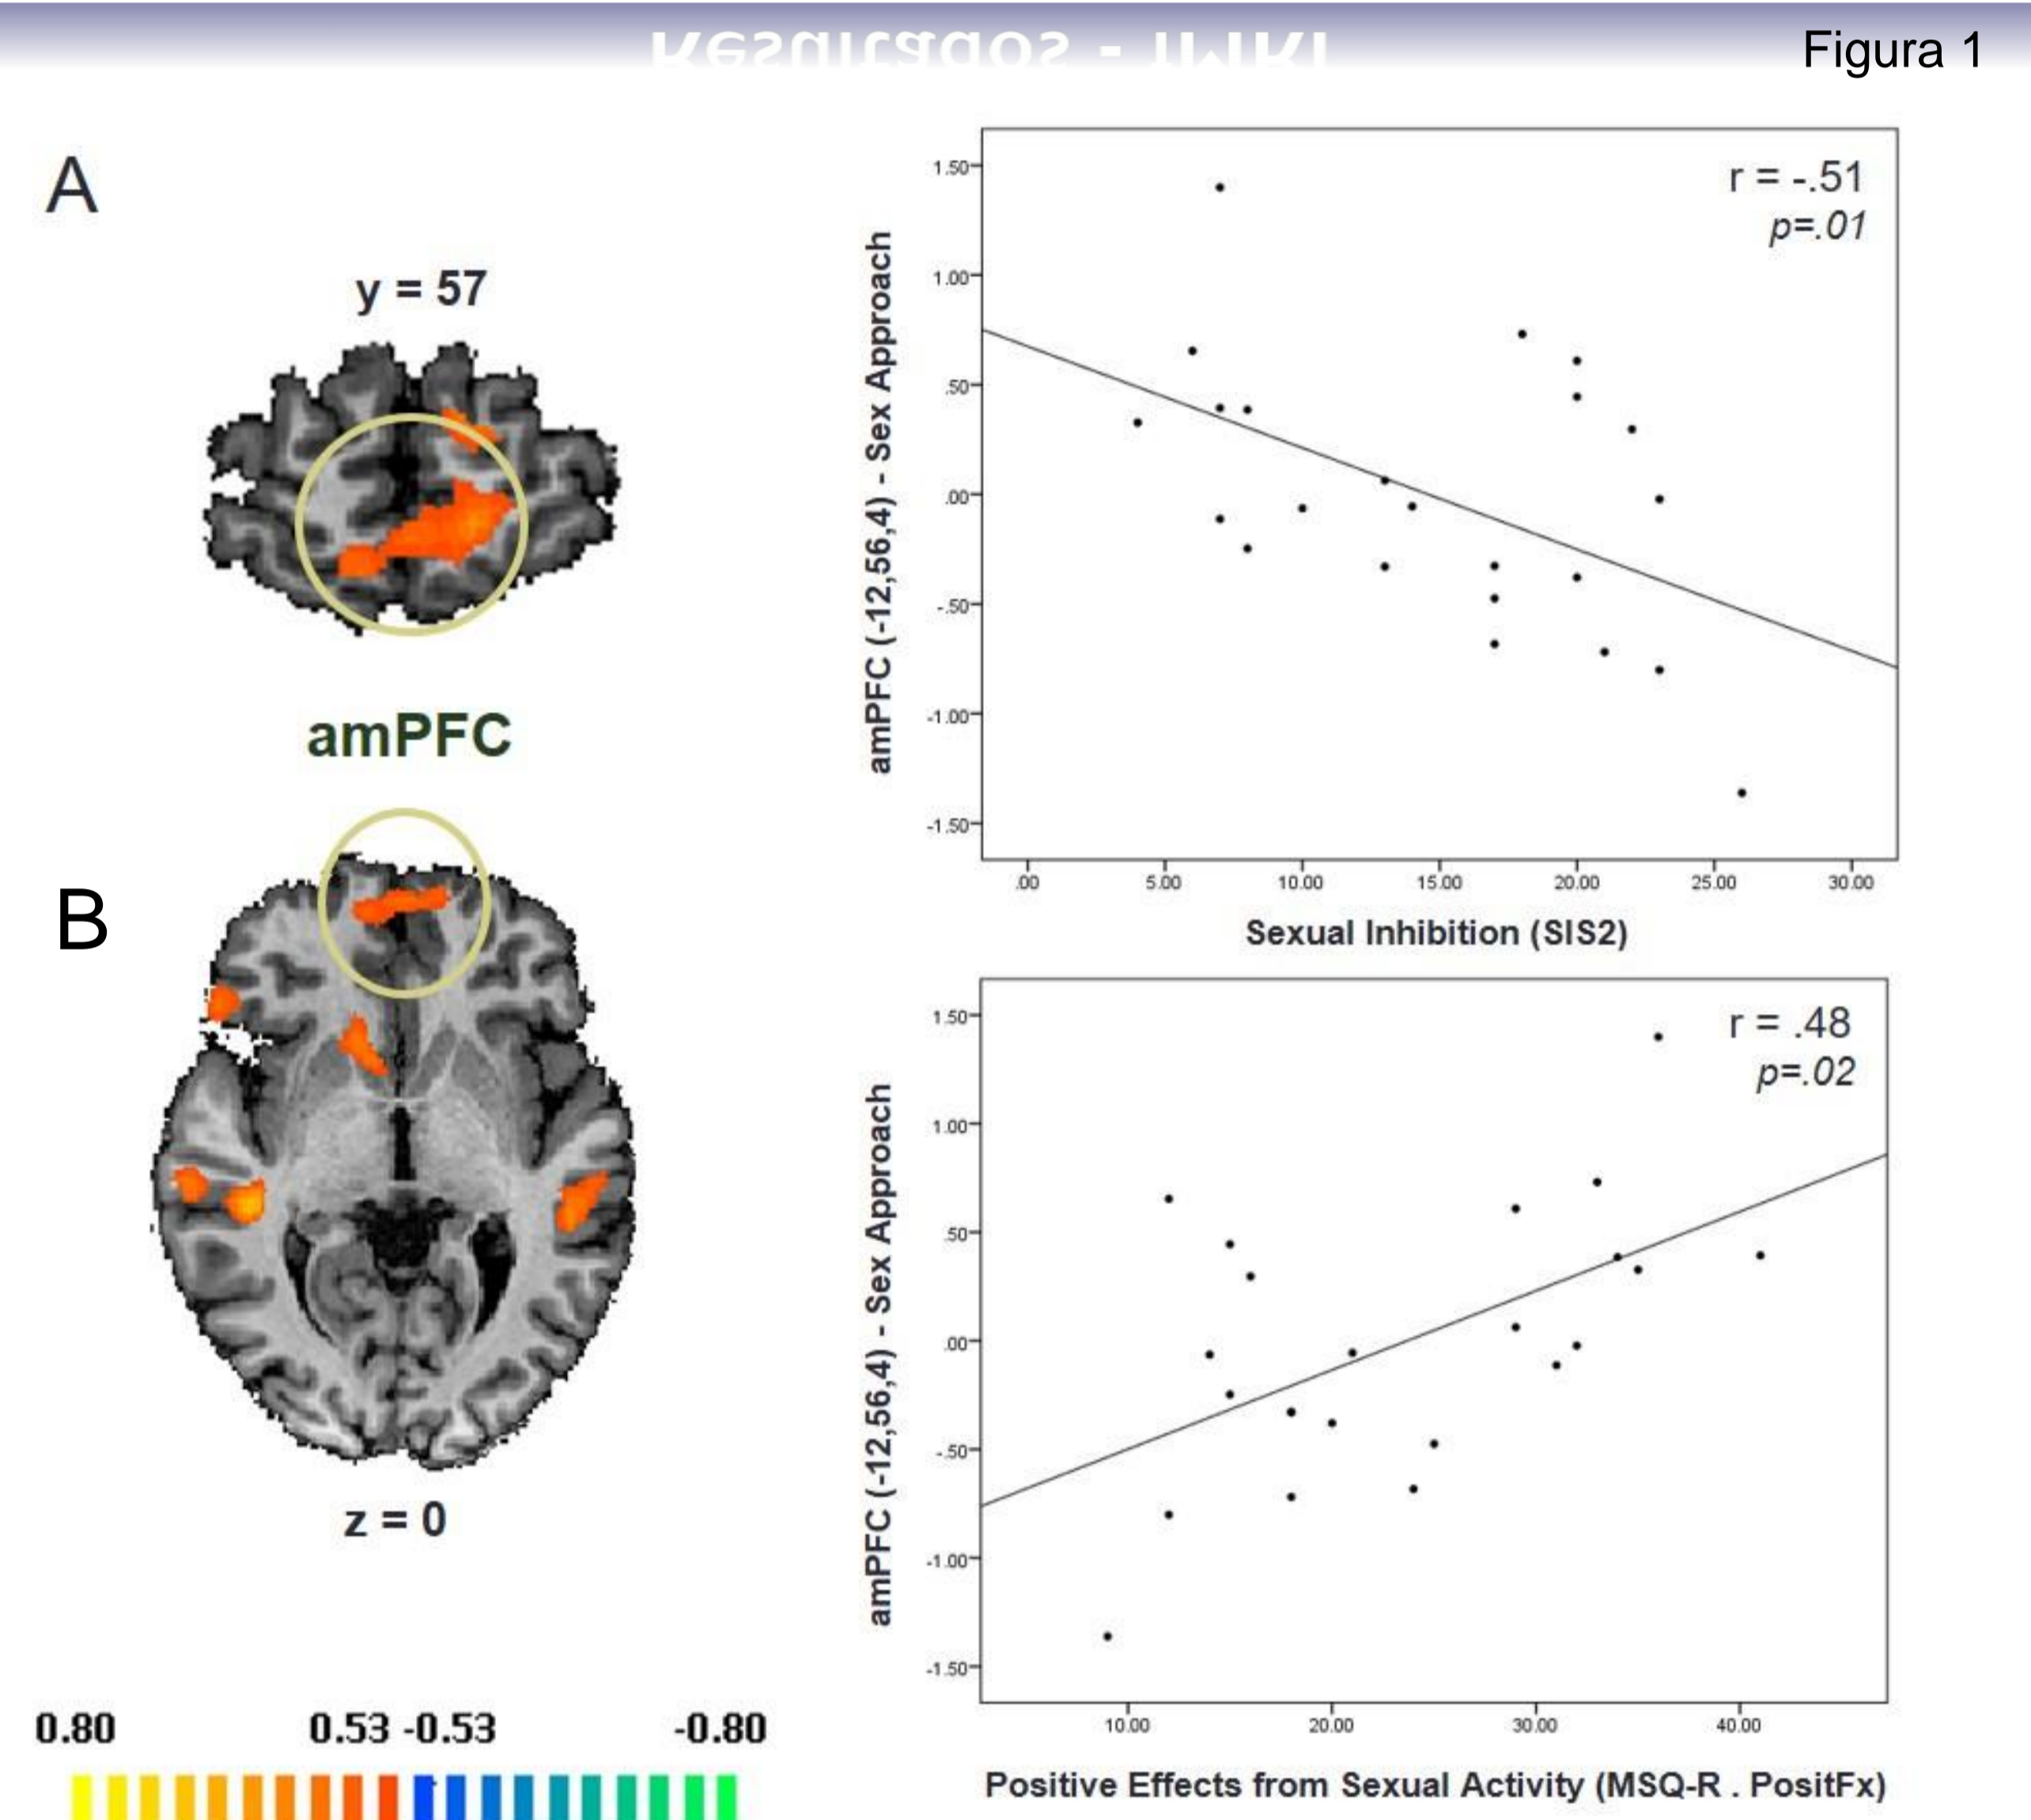 Resultados - fMRI
Figura 1
A
y = 57
amPFC
B
z = 0
0.80 0.53 -0.53 -0.80
amPFC (-12,56,4) - Sex Approach
1.50
1.00
.50
.00
-.50
-1.00
-1.50
r = -.51
p=.01
.00 5.00 10.00 15.00 20.00 25.00 30.00
Sexual Inhibition (SIS2)
amPFC (-12,56,4) - Sex Approach
1.50
1.00
.50
.00
-.50
-1.00
-1.50
r = .48
p=.02
10.00 20.00 30.00 40.00
Positive Effects from Sexual Activity (MSQ-R . PositFx)